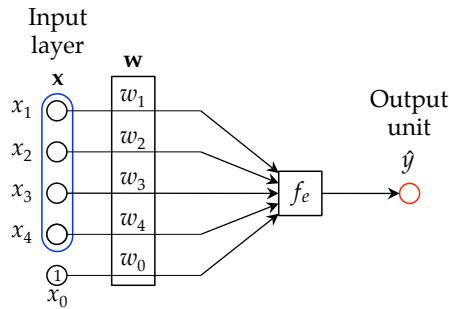 Input
layer
x
w
x₁
w₁
x₂
w₂
x₃
w₃
x₄
w₄
1
w₀
x₀
fₑ
Output
unit
ŷ